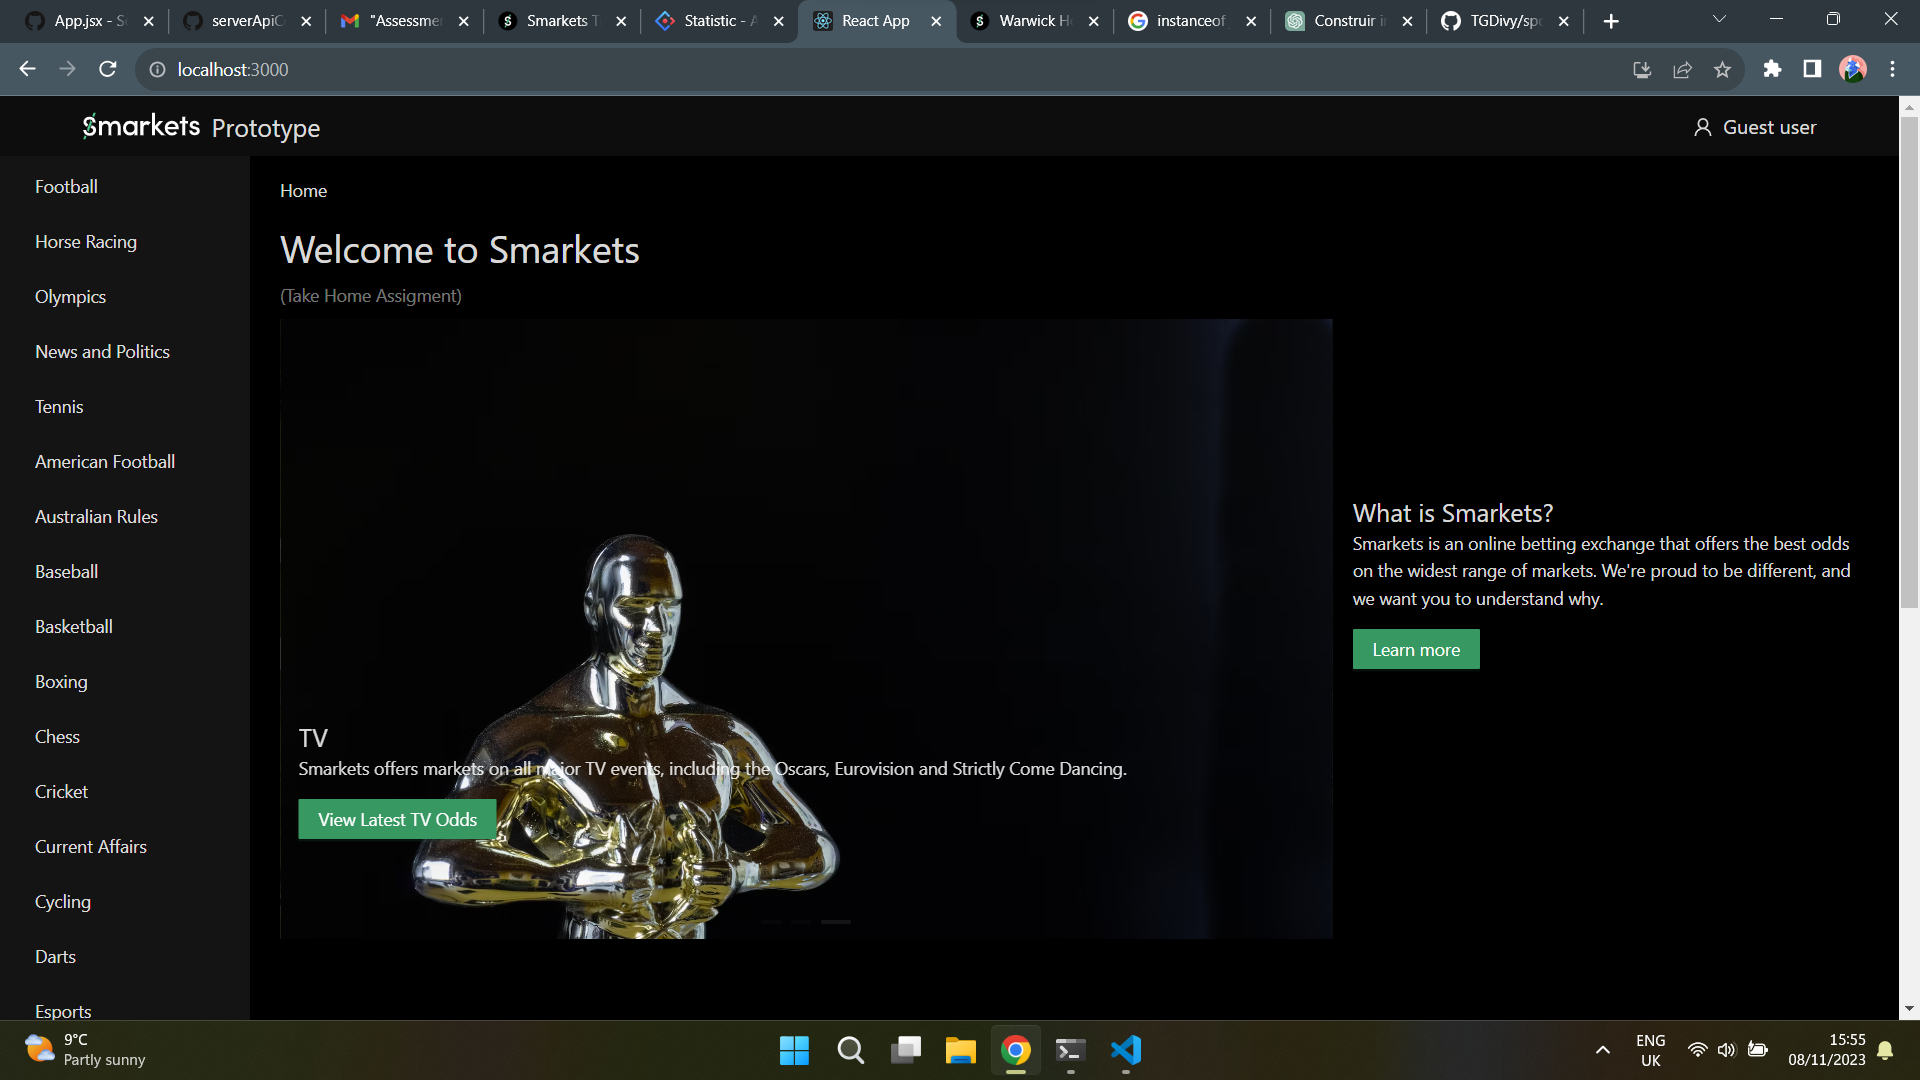 App.jsx - S
serverApiC
"Assessmen
Smarkets T
Statistic - A
React App
Warwick H
instanceof
Construir i
TGDivy/spo
localhost:3000
Smarkets Prototype
Guest user
Football
Horse Racing
Olympics
News and Politics
Tennis
American Football
Australian Rules
Baseball
Basketball
Boxing
Chess
Cricket
Current Affairs
Cycling
Darts
Esports
Home
Welcome to Smarkets
(Take Home Assigment)
TV
Smarkets offers markets on all major TV events, including the Oscars, Eurovision and Strictly Come Dancing.
View Latest TV Odds
What is Smarkets?
Smarkets is an online betting exchange that offers the best odds
on the widest range of markets. We're proud to be different, and
we want you to understand why.
Learn more
9°C
Partly sunny
ENG
UK
15:55
08/11/2023